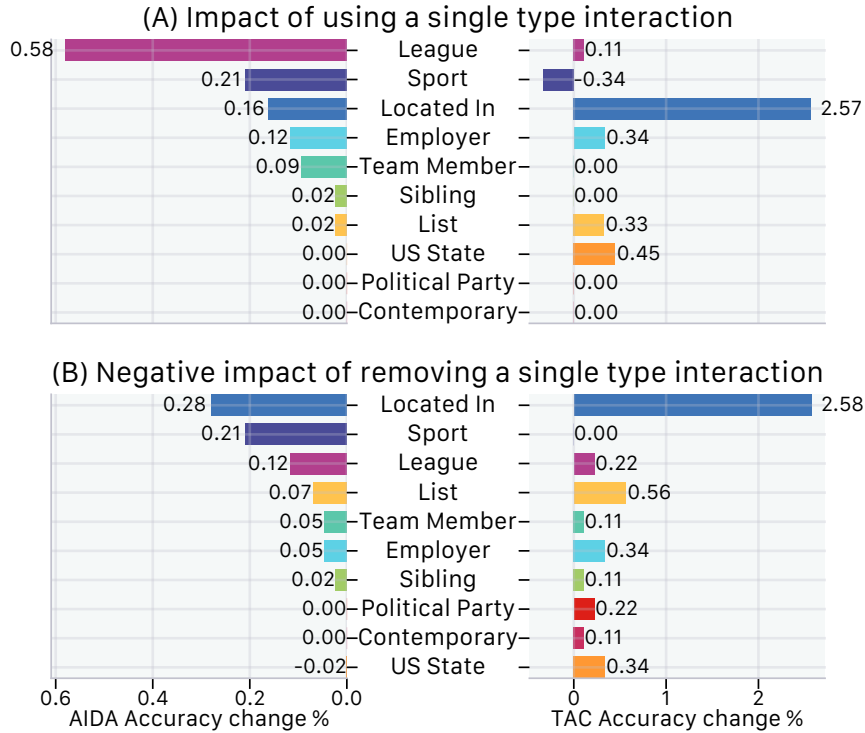 (A) Impact of using a single type interaction
0.58 League 0.11
0.21 Sport -0.34
0.16 Located In 2.57
0.12 Employer 0.34
0.09 Team Member 0.00
0.02 Sibling 0.00
0.02 List 0.33
0.00 US State 0.45
0.00 Political Party 0.00
0.00 Contemporary 0.00
(B) Negative impact of removing a single type interaction
0.28 Located In 2.58
0.21 Sport 0.00
0.12 League 0.22
0.07 List 0.56
0.05 Team Member 0.11
0.05 Employer 0.34
0.02 Sibling 0.11
0.00 Political Party 0.22
0.00 Contemporary 0.11
-0.02 US State 0.34
0.6 0.4 0.2 0.0 0 1 2
AIDA Accuracy change % TAC Accuracy change %